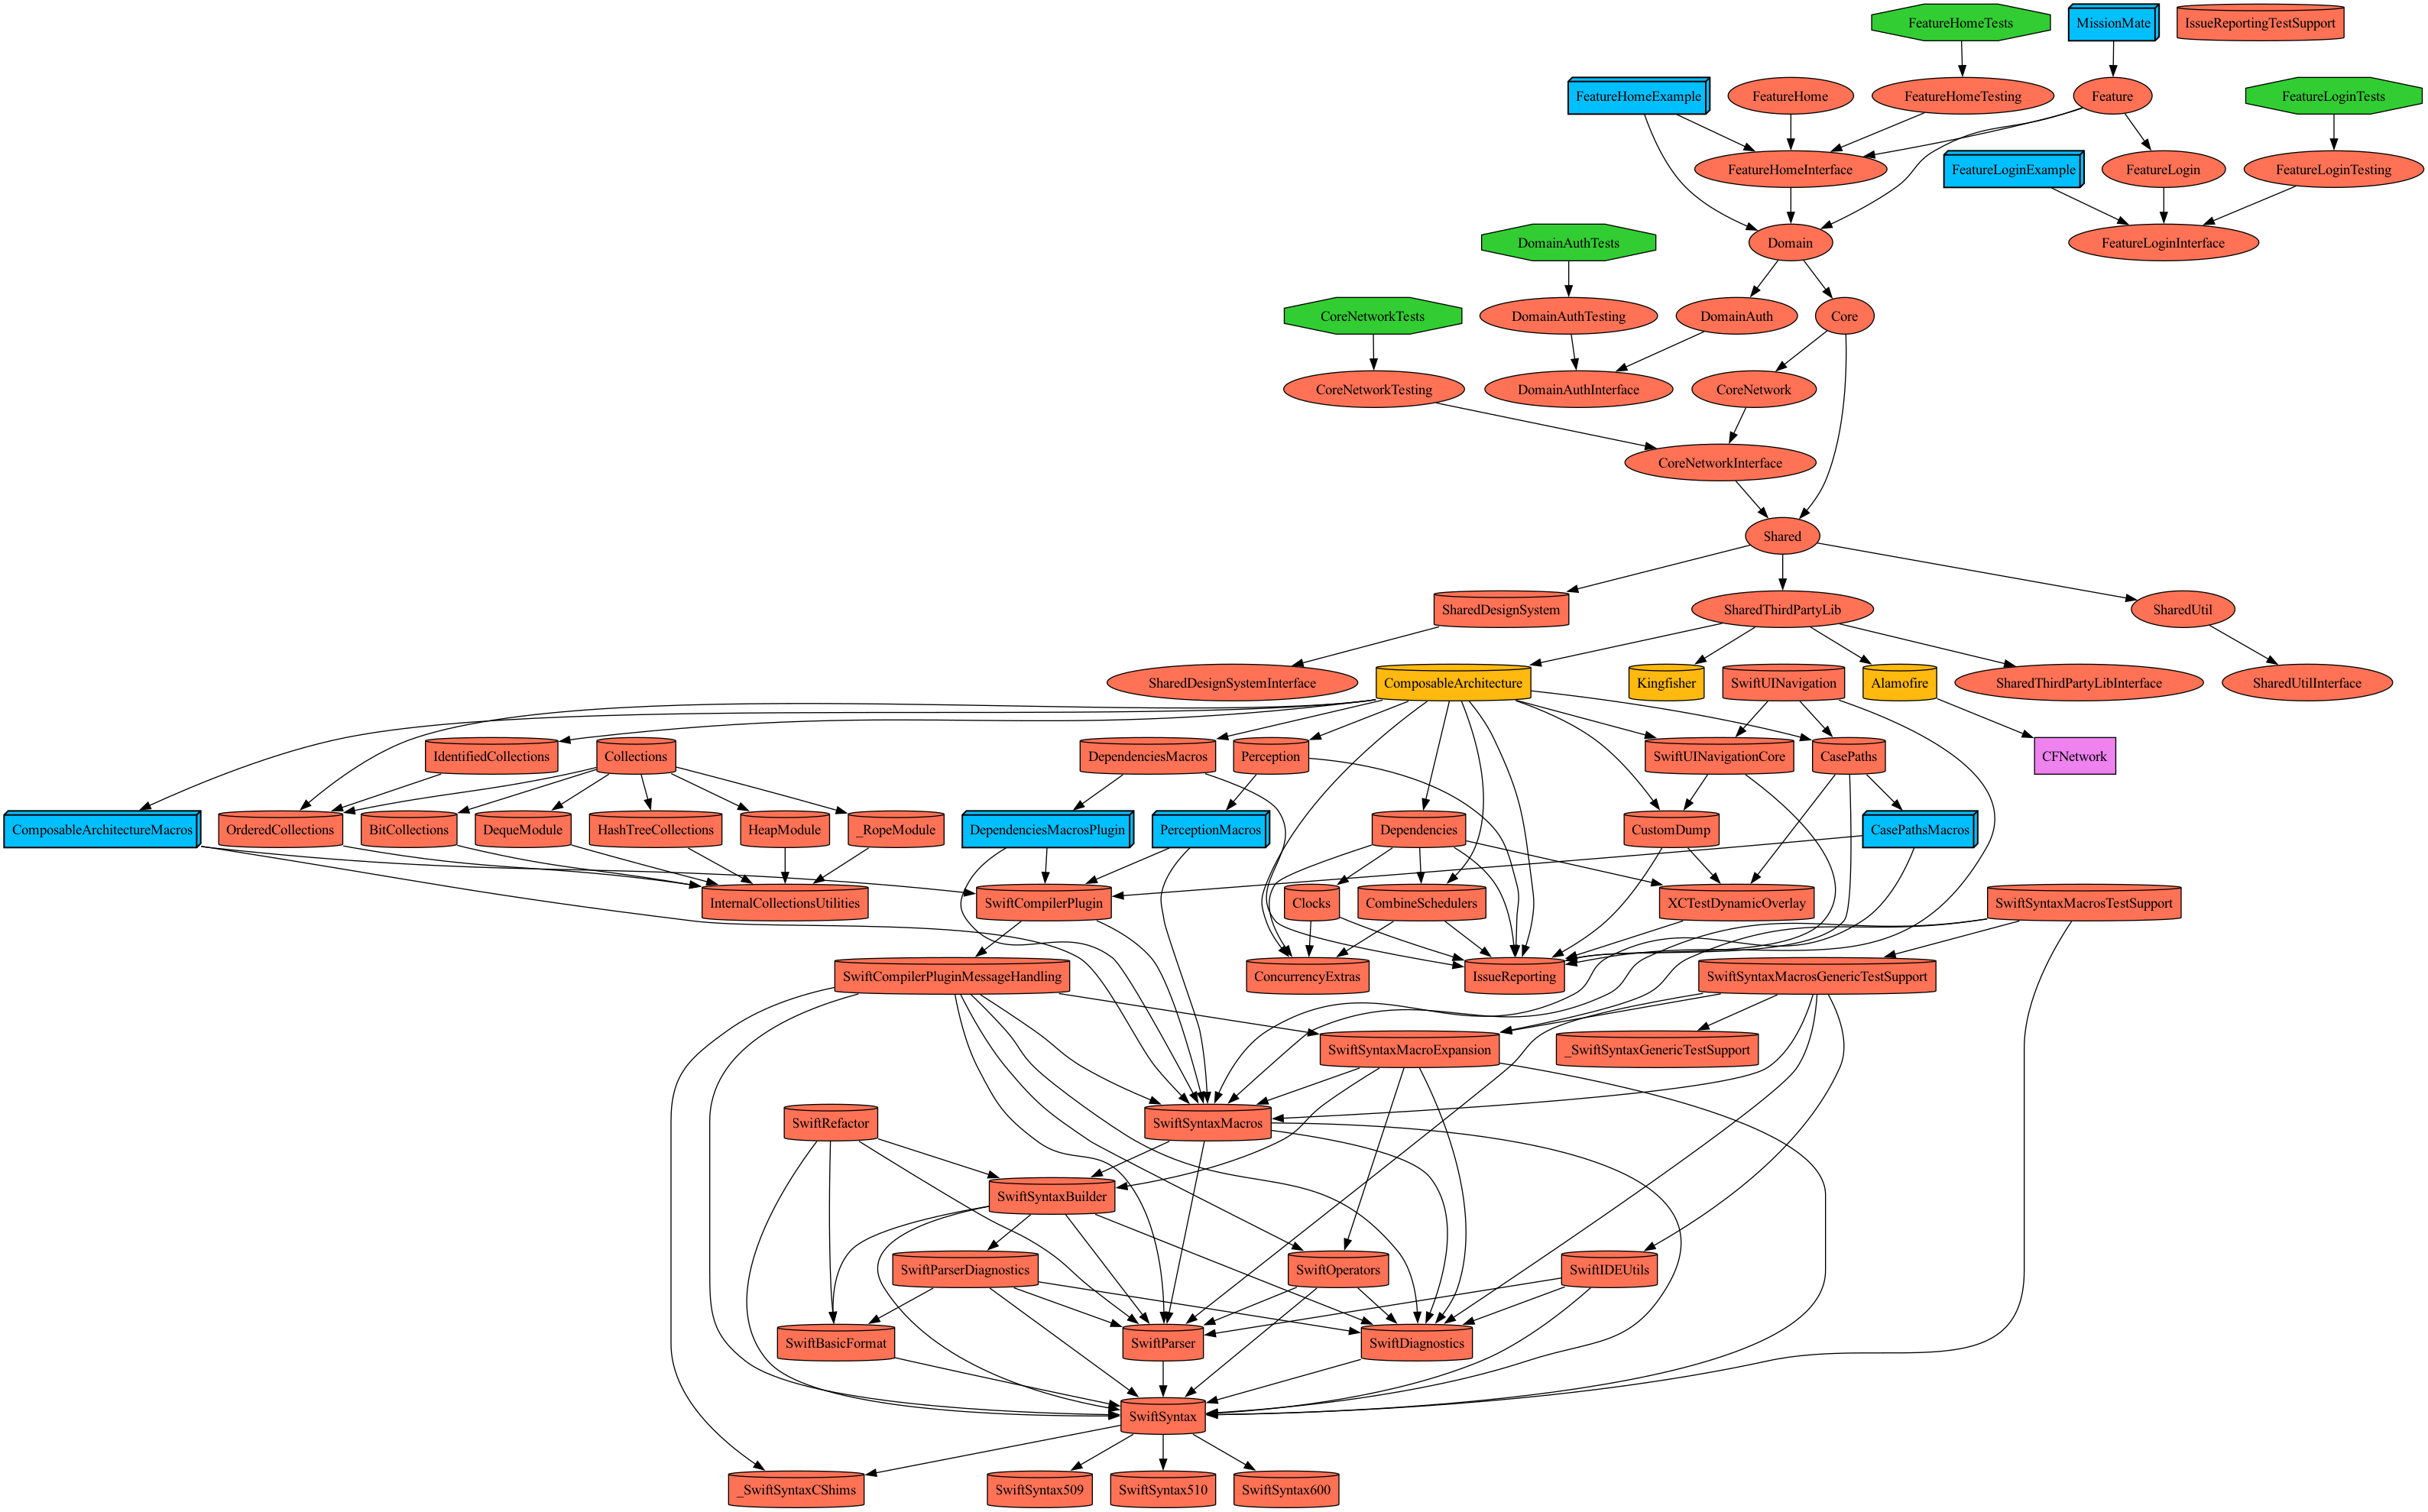 FeatureHomeTests
MissionMate
IssueReportingTestSupport
FeatureHomeExample
FeatureHome
FeatureHomeTesting
Feature
FeatureLoginTests
FeatureHomeInterface
FeatureLoginExample
FeatureLogin
FeatureLoginTesting
DomainAuthTests
Domain
FeatureLoginInterface
CoreNetworkTests
DomainAuthTesting
DomainAuth
Core
CoreNetworkTesting
DomainAuthInterface
CoreNetwork
CoreNetworkInterface
Shared
SharedDesignSystem
SharedThirdPartyLib
SharedUtil
SharedDesignSystemInterface
ComposableArchitecture
Kingfisher
SwiftUINavigation
Alamofire
SharedThirdPartyLibInterface
SharedUtilInterface
IdentifiedCollections
Collections
DependenciesMacros
Perception
SwiftUINavigationCore
CasePaths
CFNetwork
ComposableArchitectureMacros
OrderedCollections
BitCollections
DequeModule
HashTreeCollections
HeapModule
_RopeModule
DependenciesMacrosPlugin
PerceptionMacros
Dependencies
CustomDump
CasePathsMacros
InternalCollectionsUtilities
SwiftCompilerPlugin
Clocks
CombineSchedulers
XCTestDynamicOverlay
SwiftSyntaxMacrosTestSupport
SwiftCompilerPluginMessageHandling
ConcurrencyExtras
IssueReporting
SwiftSyntaxMacrosGenericTestSupport
SwiftSyntaxMacroExpansion
_SwiftSyntaxGenericTestSupport
SwiftRefactor
SwiftSyntaxMacros
SwiftSyntaxBuilder
SwiftParserDiagnostics
SwiftOperators
SwiftIDEUtils
SwiftBasicFormat
SwiftParser
SwiftDiagnostics
SwiftSyntax
_SwiftSyntaxCShims
SwiftSyntax509
SwiftSyntax510
SwiftSyntax600